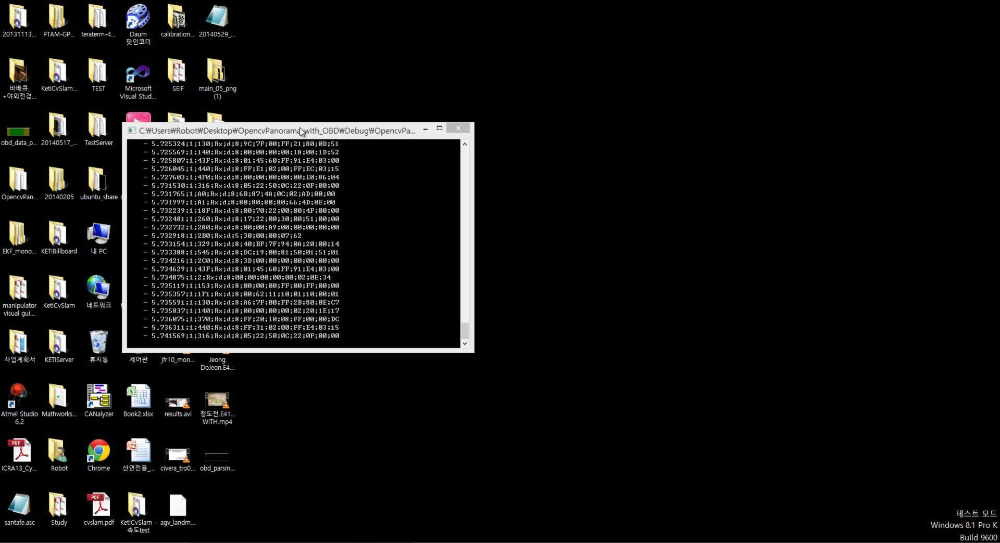 20131113...
PTAM-GP...
teraterm-4...
Daum
팟인코더
calibration...
20140529_...
바베큐,
+야외전경...
KetiCvSlam...
TEST
Microsoft
Visual Stud...
SEIF
main_05_png
(1)
obd_data_p...
20140517_...
TestServer
OpencvPan...
20140205
ubuntu_share
EKF_mono...
KETIBillboard
내 PC
manipulator
visual gui...
KetiCvSlam
네트워크
C:₩Users₩Robot₩Desktop₩OpencvPanorama_with_OBD₩Debug₩OpencvPa...
- 5.725324;1;130;Rx;d;8;9C;7F;00;FF;21;80;0D;51
- 5.725569;1;140;Rx;d;8;00;00;00;00;18;00;1D;52
- 5.725807;1;43F;Rx;d;8;01;45;60;FF;91;E4;03;00
- 5.726045;1;440;Rx;d;8;FF;E1;02;00;FF;EC;03;15
- 5.727603;1;4F0;Rx;d;8;00;00;00;00;00;E0;86;04
- 5.731530;1;316;Rx;d;8;05;22;50;0C;22;0F;00;00
- 5.731765;1;A0;Rx;d;8;6B;87;4A;0C;02;AD;00;00
- 5.731999;1;A1;Rx;d;8;80;80;80;80;66;4D;0E;00
- 5.732239;1;18F;Rx;d;8;00;70;22;00;00;4F;00;00
- 5.732481;1;260;Rx;d;8;17;22;00;30;00;51;00;00
- 5.732732;1;2A0;Rx;d;8;00;00;A9;00;00;00;00;00
- 5.732918;1;2B0;Rx;d;5;30;00;00;07;62
- 5.733154;1;329;Rx;d;8;40;BF;7F;94;0A;20;00;14
- 5.733388;1;545;Rx;d;8;DC;19;00;81;50;01;51;01
- 5.734216;1;2C0;Rx;d;8;3D;00;00;00;00;00;00;00
- 5.734629;1;43F;Rx;d;8;01;45;60;FF;91;E4;03;00
- 5.734875;1;2;Rx;d;8;00;00;00;00;00;02;0E;34
- 5.735119;1;153;Rx;d;8;00;00;00;FF;00;FF;00;00
- 5.735357;1;1F1;Rx;d;8;00;62;11;10;01;10;00;01
- 5.735591;1;130;Rx;d;8;A6;7F;00;FF;2B;80;0E;C7
- 5.735837;1;140;Rx;d;8;00;00;00;00;02;20;1E;17
- 5.736075;1;370;Rx;d;8;FF;20;10;08;FF;00;00;DC
- 5.736311;1;440;Rx;d;8;FF;31;02;00;FF;E4;03;15
- 5.741569;1;316;Rx;d;8;05;22;50;0C;22;0F;00;00
사업계획서
KETIServer
휴지통
제어판
jfr10_mon...
Jeong
DoJeon.E4...
Atmel Studio
6.2
Mathworks...
CANalyzer
Book2.xlsx
results.avi
정도전.E41...
WITH.mp4
ICRA13_Cy...
Robot
Chrome
산연전용_...
civera_tro0...
obd_parsin...
santafe.asc
Study
cvslam.pdf
KetiCvSlam -
속도test
agv_landm...
테스트 모드
Windows 8.1 Pro K
Build 9600